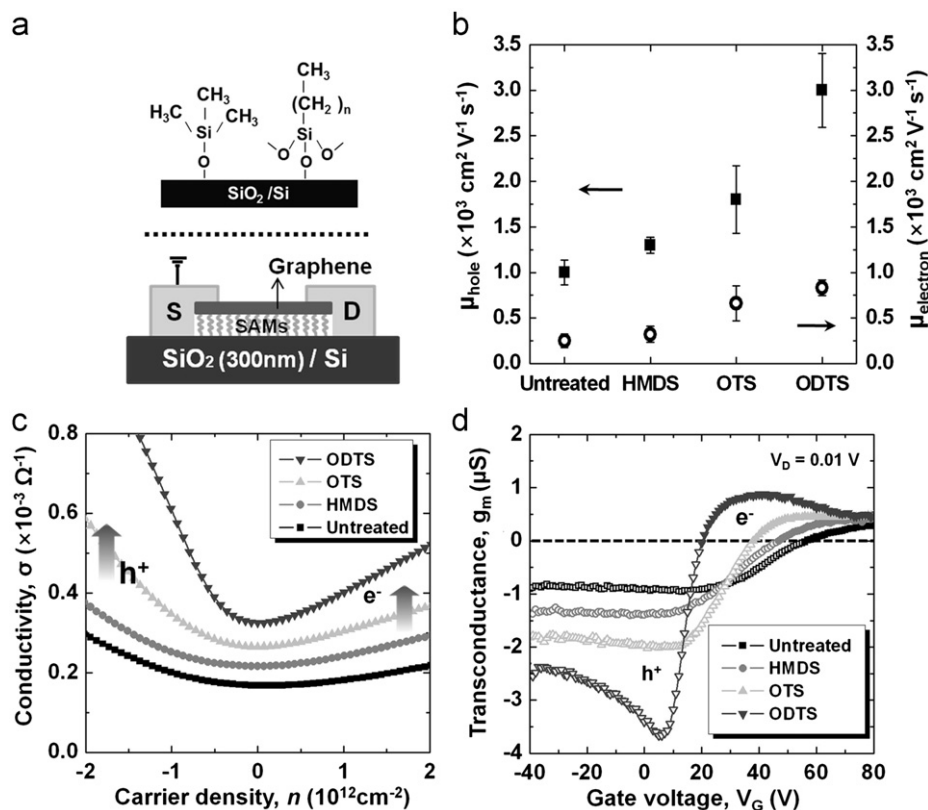 a
CH₃
H₃C CH₃ (CH₂)n
CH₃
Si Si
O O O O
SiO₂ /Si
Graphene
S D
SAMs
SiO₂ (300nm) / Si
b
3.5 3.5
3.0 3.0
2.5 2.5
2.0 2.0
1.5 1.5
1.0 1.0
0.5 0.5
0.0 0.0
μhole (×10³ cm² V⁻¹ s⁻¹)
μelectron (×10³ cm² V⁻¹ s⁻¹)
Untreated HMDS OTS ODTS
c
0.8
0.6
0.4
0.2
0.0
Conductivity, σ (×10⁻³ Ω⁻¹)
ODTS
OTS
HMDS
Untreated
h⁺
e⁻
-2 -1 0 1 2
Carrier density, n (10¹²cm⁻²)
d
2
1
0
-1
-2
-3
-4
Transconductance, gm (μS)
VD = 0.01 V
e⁻
h⁺
Untreated
HMDS
OTS
ODTS
-40 -20 0 20 40 60 80
Gate voltage, VG (V)